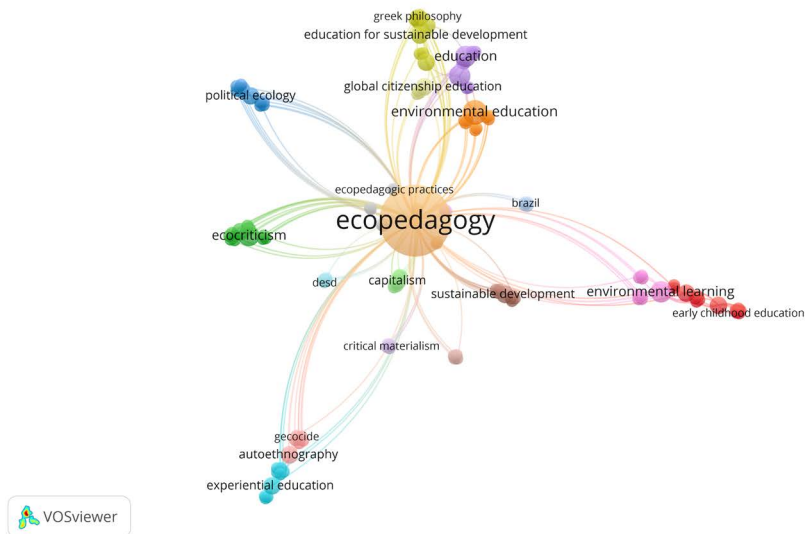 greek philosophy
education for sustainable development
education
global citizenship education
environmental education
political ecology
ecopedagogic practices
ecopedagogy
brazil
ecocriticism
desd
capitalism
sustainable development
environmental learning
early childhood education
critical materialism
gecocide
autoethnography
experiential education
VOSviewer